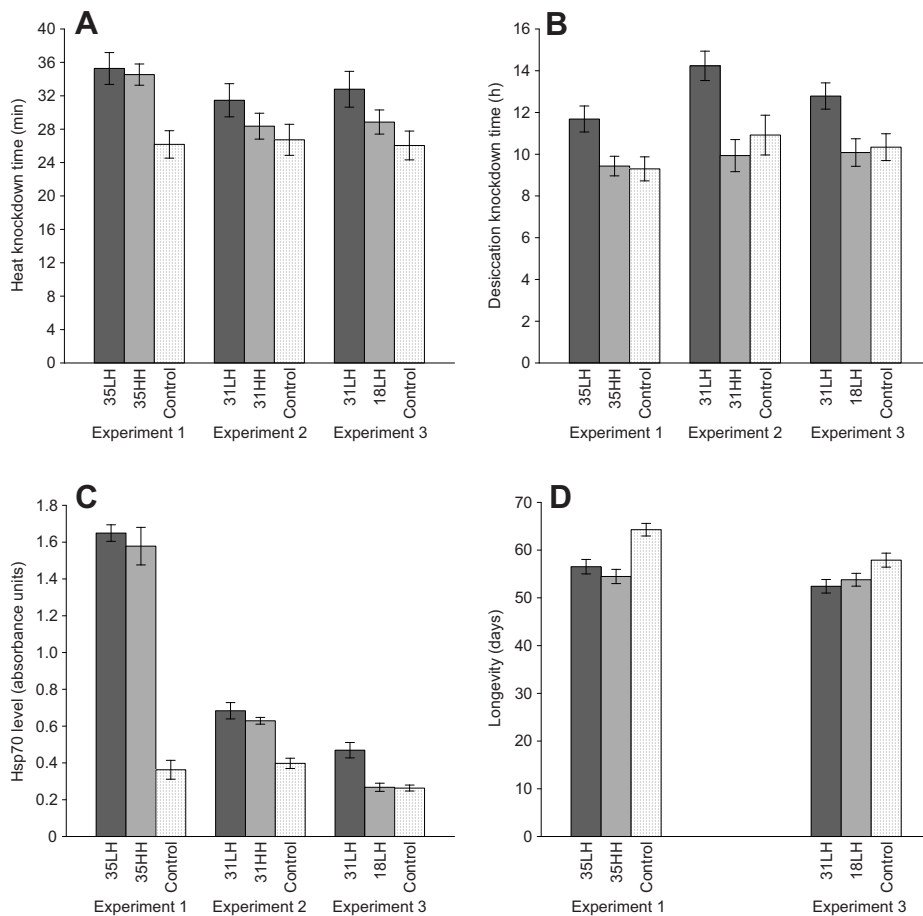 A
Heat knockdown time (min)
40
36
32
28
24
20
16
12
8
4
0
35LH
35HH
Control
31LH
31HH
Control
31LH
18LH
Control
Experiment 1
Experiment 2
Experiment 3
B
Desiccation knockdown time (h)
16
14
12
10
8
6
4
2
0
35LH
35HH
Control
31LH
31HH
Control
31LH
18LH
Control
Experiment 1
Experiment 2
Experiment 3
C
Hsp70 level (absorbance units)
1.8
1.6
1.4
1.2
1.0
0.8
0.6
0.4
0.2
0
35LH
35HH
Control
31LH
31HH
Control
31LH
18LH
Control
Experiment 1
Experiment 2
Experiment 3
D
Longevity (days)
70
60
50
40
30
20
10
0
35LH
35HH
Control
31LH
18LH
Control
Experiment 1
Experiment 3